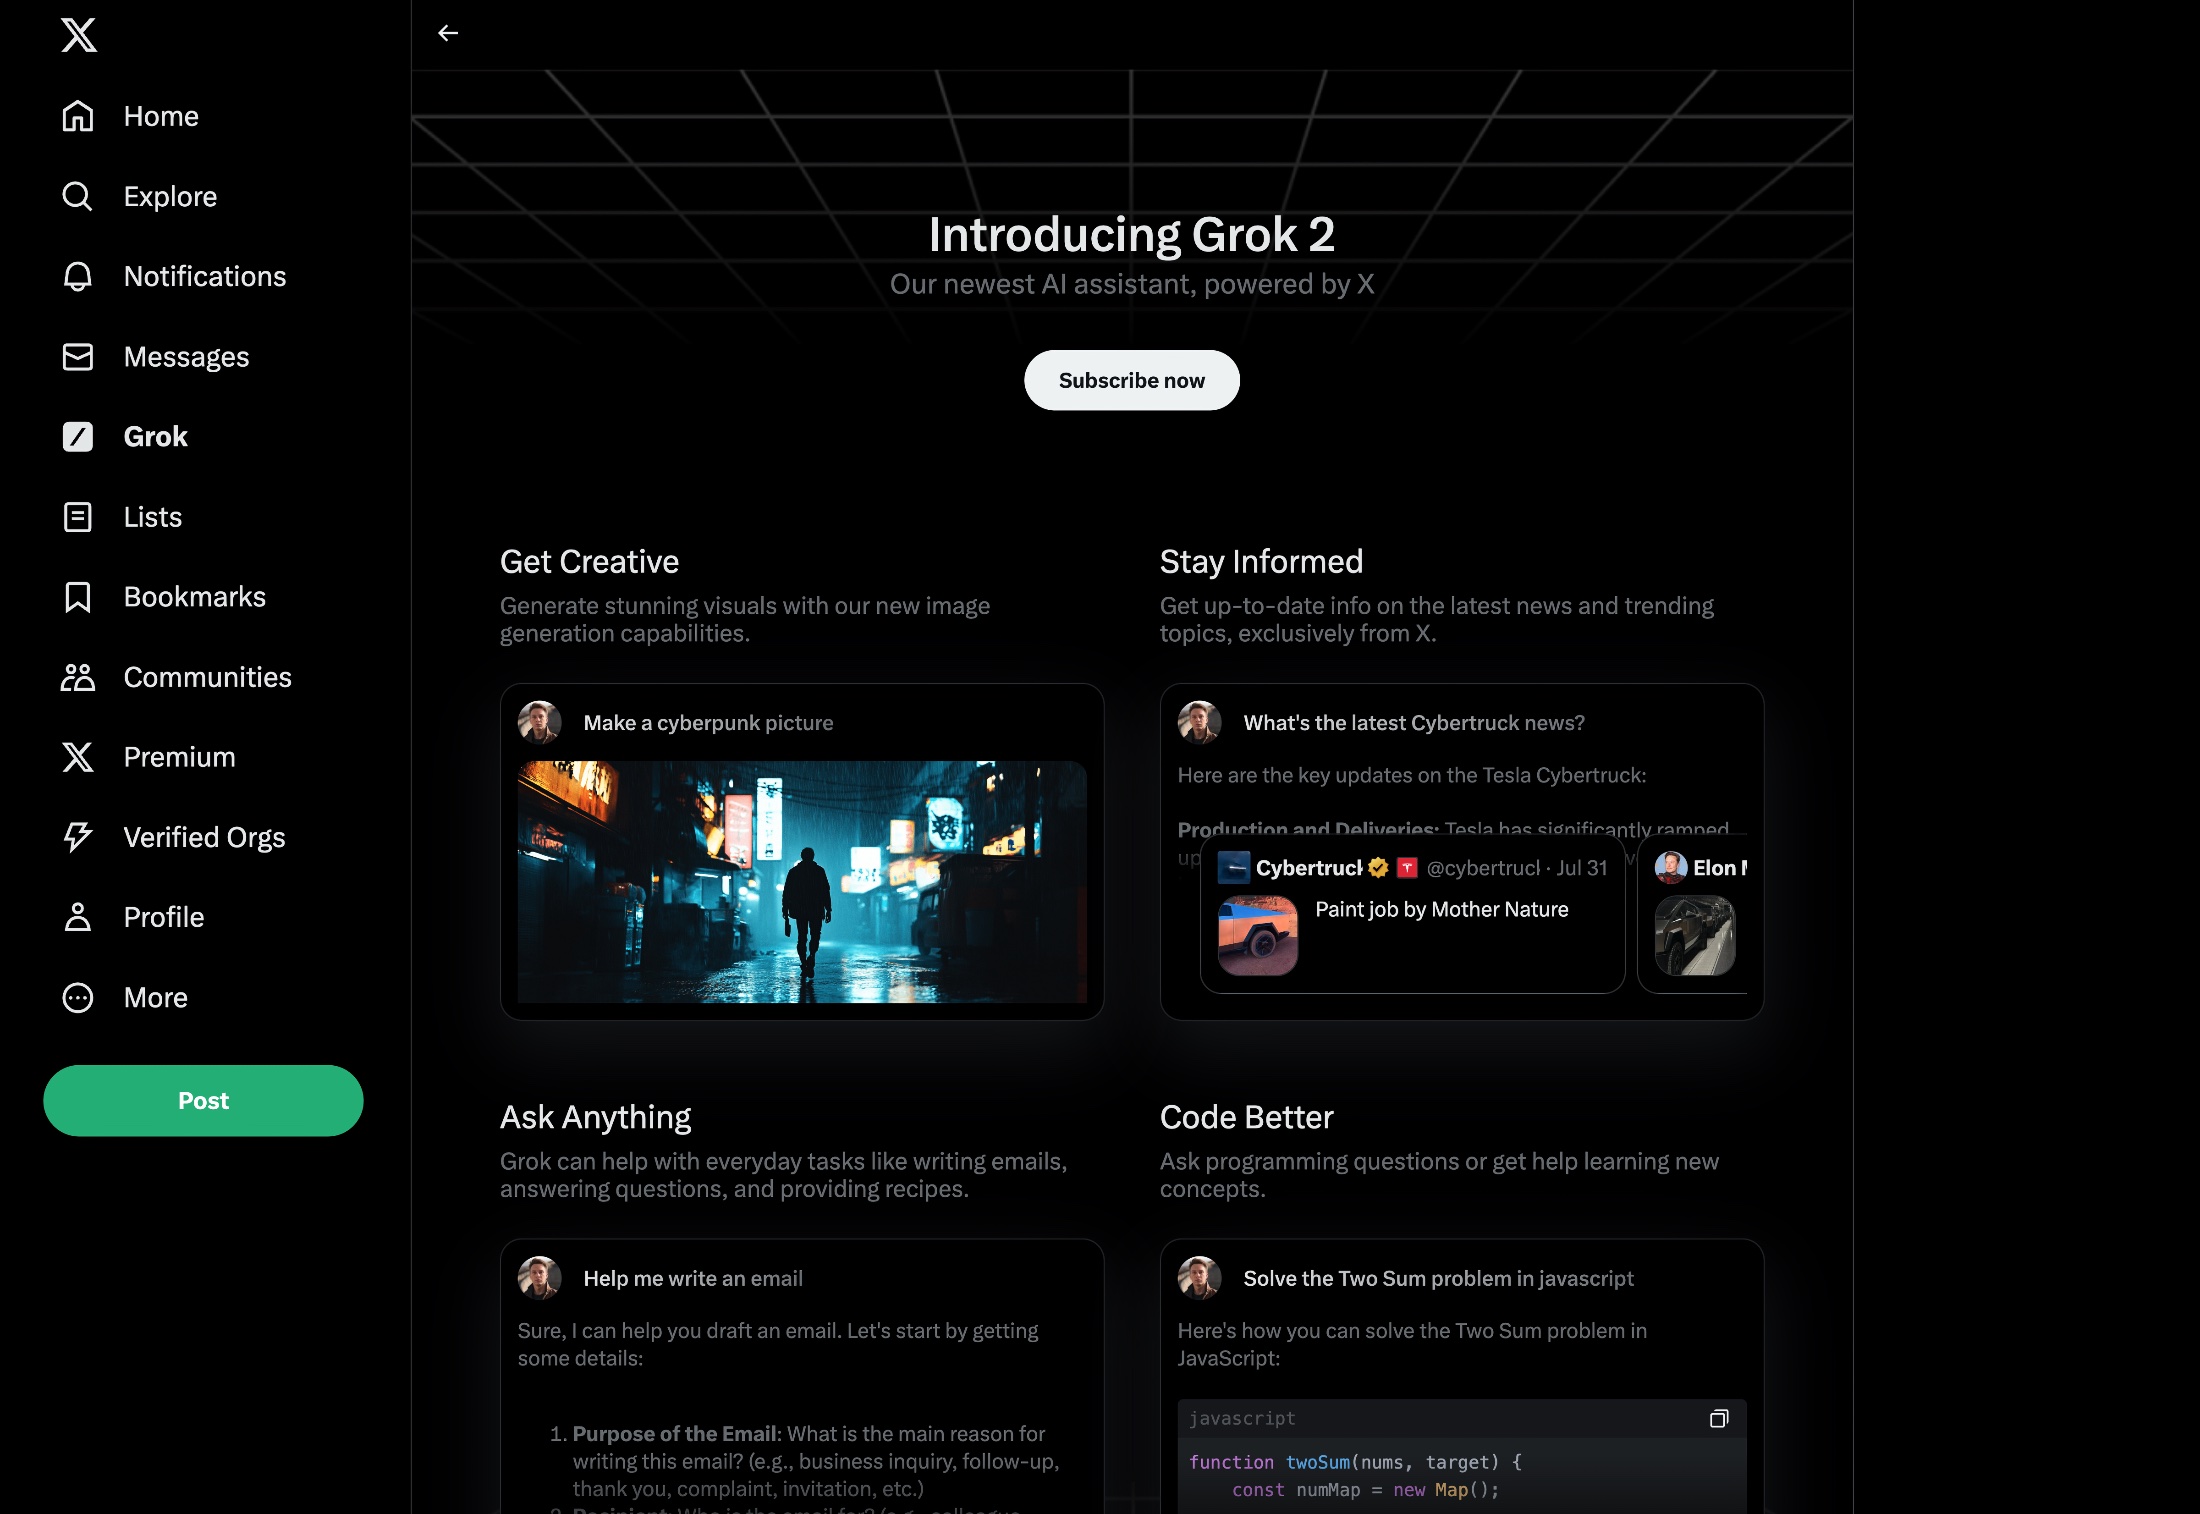 Home
Explore
Notifications
Messages
Grok
Lists
Bookmarks
Communities
Premium
Verified Orgs
Profile
More
Post
Introducing Grok 2
Our newest AI assistant, powered by X
Subscribe now
Get Creative
Generate stunning visuals with our new image
generation capabilities.
Make a cyberpunk picture
Stay Informed
Get up-to-date info on the latest news and trending
topics, exclusively from X.
What's the latest Cybertruck news?
Here are the key updates on the Tesla Cybertruck:
Production and Deliveries: Tesla has significantly ramped
up
Cybertruck @cybertruck · Jul 31
Paint job by Mother Nature
Elon
Ask Anything
Grok can help with everyday tasks like writing emails,
answering questions, and providing recipes.
Help me write an email
Sure, I can help you draft an email. Let's start by getting
some details:
1. Purpose of the Email: What is the main reason for
writing this email? (e.g., business inquiry, follow-up,
thank you, complaint, invitation, etc.)
2. Recipient: Who is the email for? (e.g., colleague,
Code Better
Ask programming questions or get help learning new
concepts.
Solve the Two Sum problem in javascript
Here's how you can solve the Two Sum problem in
JavaScript:
javascript
function twoSum(nums, target) {
const numMap = new Map();